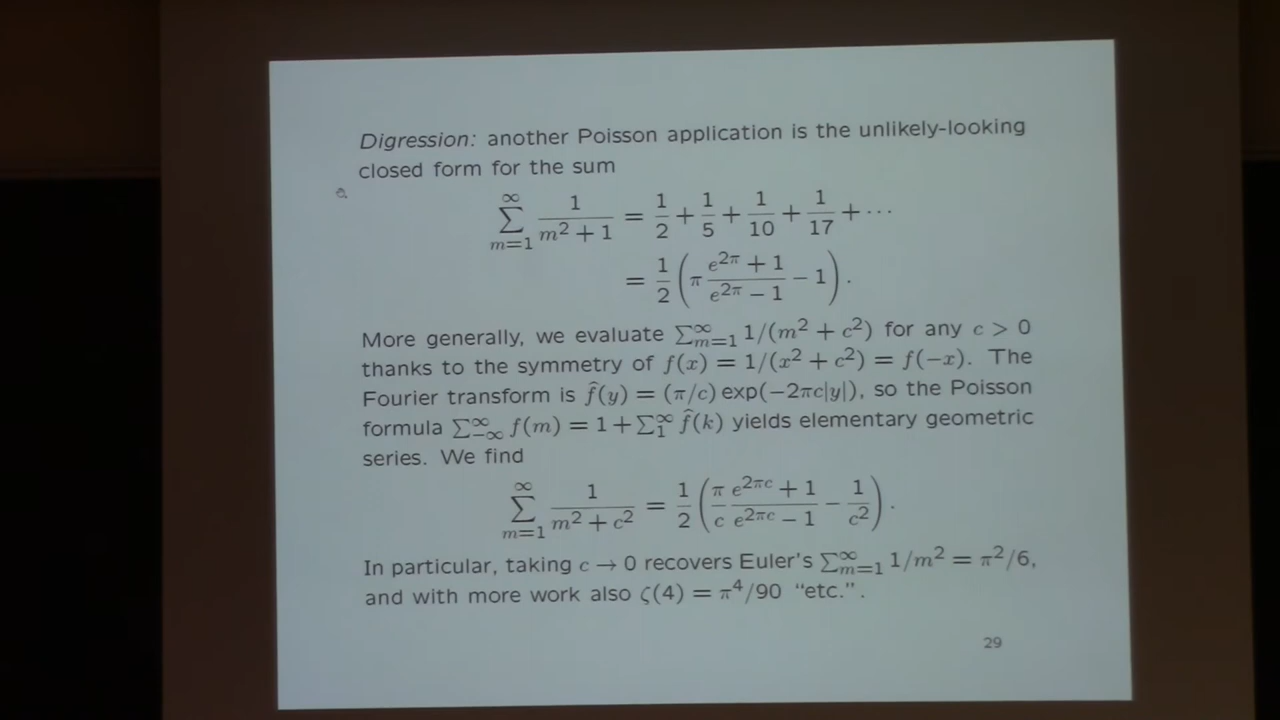 Digression: another Poisson application is the unlikely-looking
closed form for the sum
∑_{m=1}^{∞} 1/(m² + 1) = 1/2 + 1/5 + 1/10 + 1/17 + ⋯
= 1/2 (π (e^{2π} + 1)/(e^{2π} − 1) − 1).
More generally, we evaluate ∑_{m=1}^{∞} 1/(m² + c²) for any c > 0
thanks to the symmetry of f(x) = 1/(x² + c²) = f(−x). The
Fourier transform is f̂(y) = (π/c) exp(−2πc|y|), so the Poisson
formula ∑_{−∞}^{∞} f(m) = 1 + ∑_{1}^{∞} f̂(k) yields elementary geometric
series. We find
∑_{m=1}^{∞} 1/(m² + c²) = 1/2 (π/c (e^{2πc} + 1)/(e^{2πc} − 1) − 1/c²).
In particular, taking c → 0 recovers Euler's ∑_{m=1}^{∞} 1/m² = π²/6,
and with more work also ζ(4) = π⁴/90 "etc.".
29